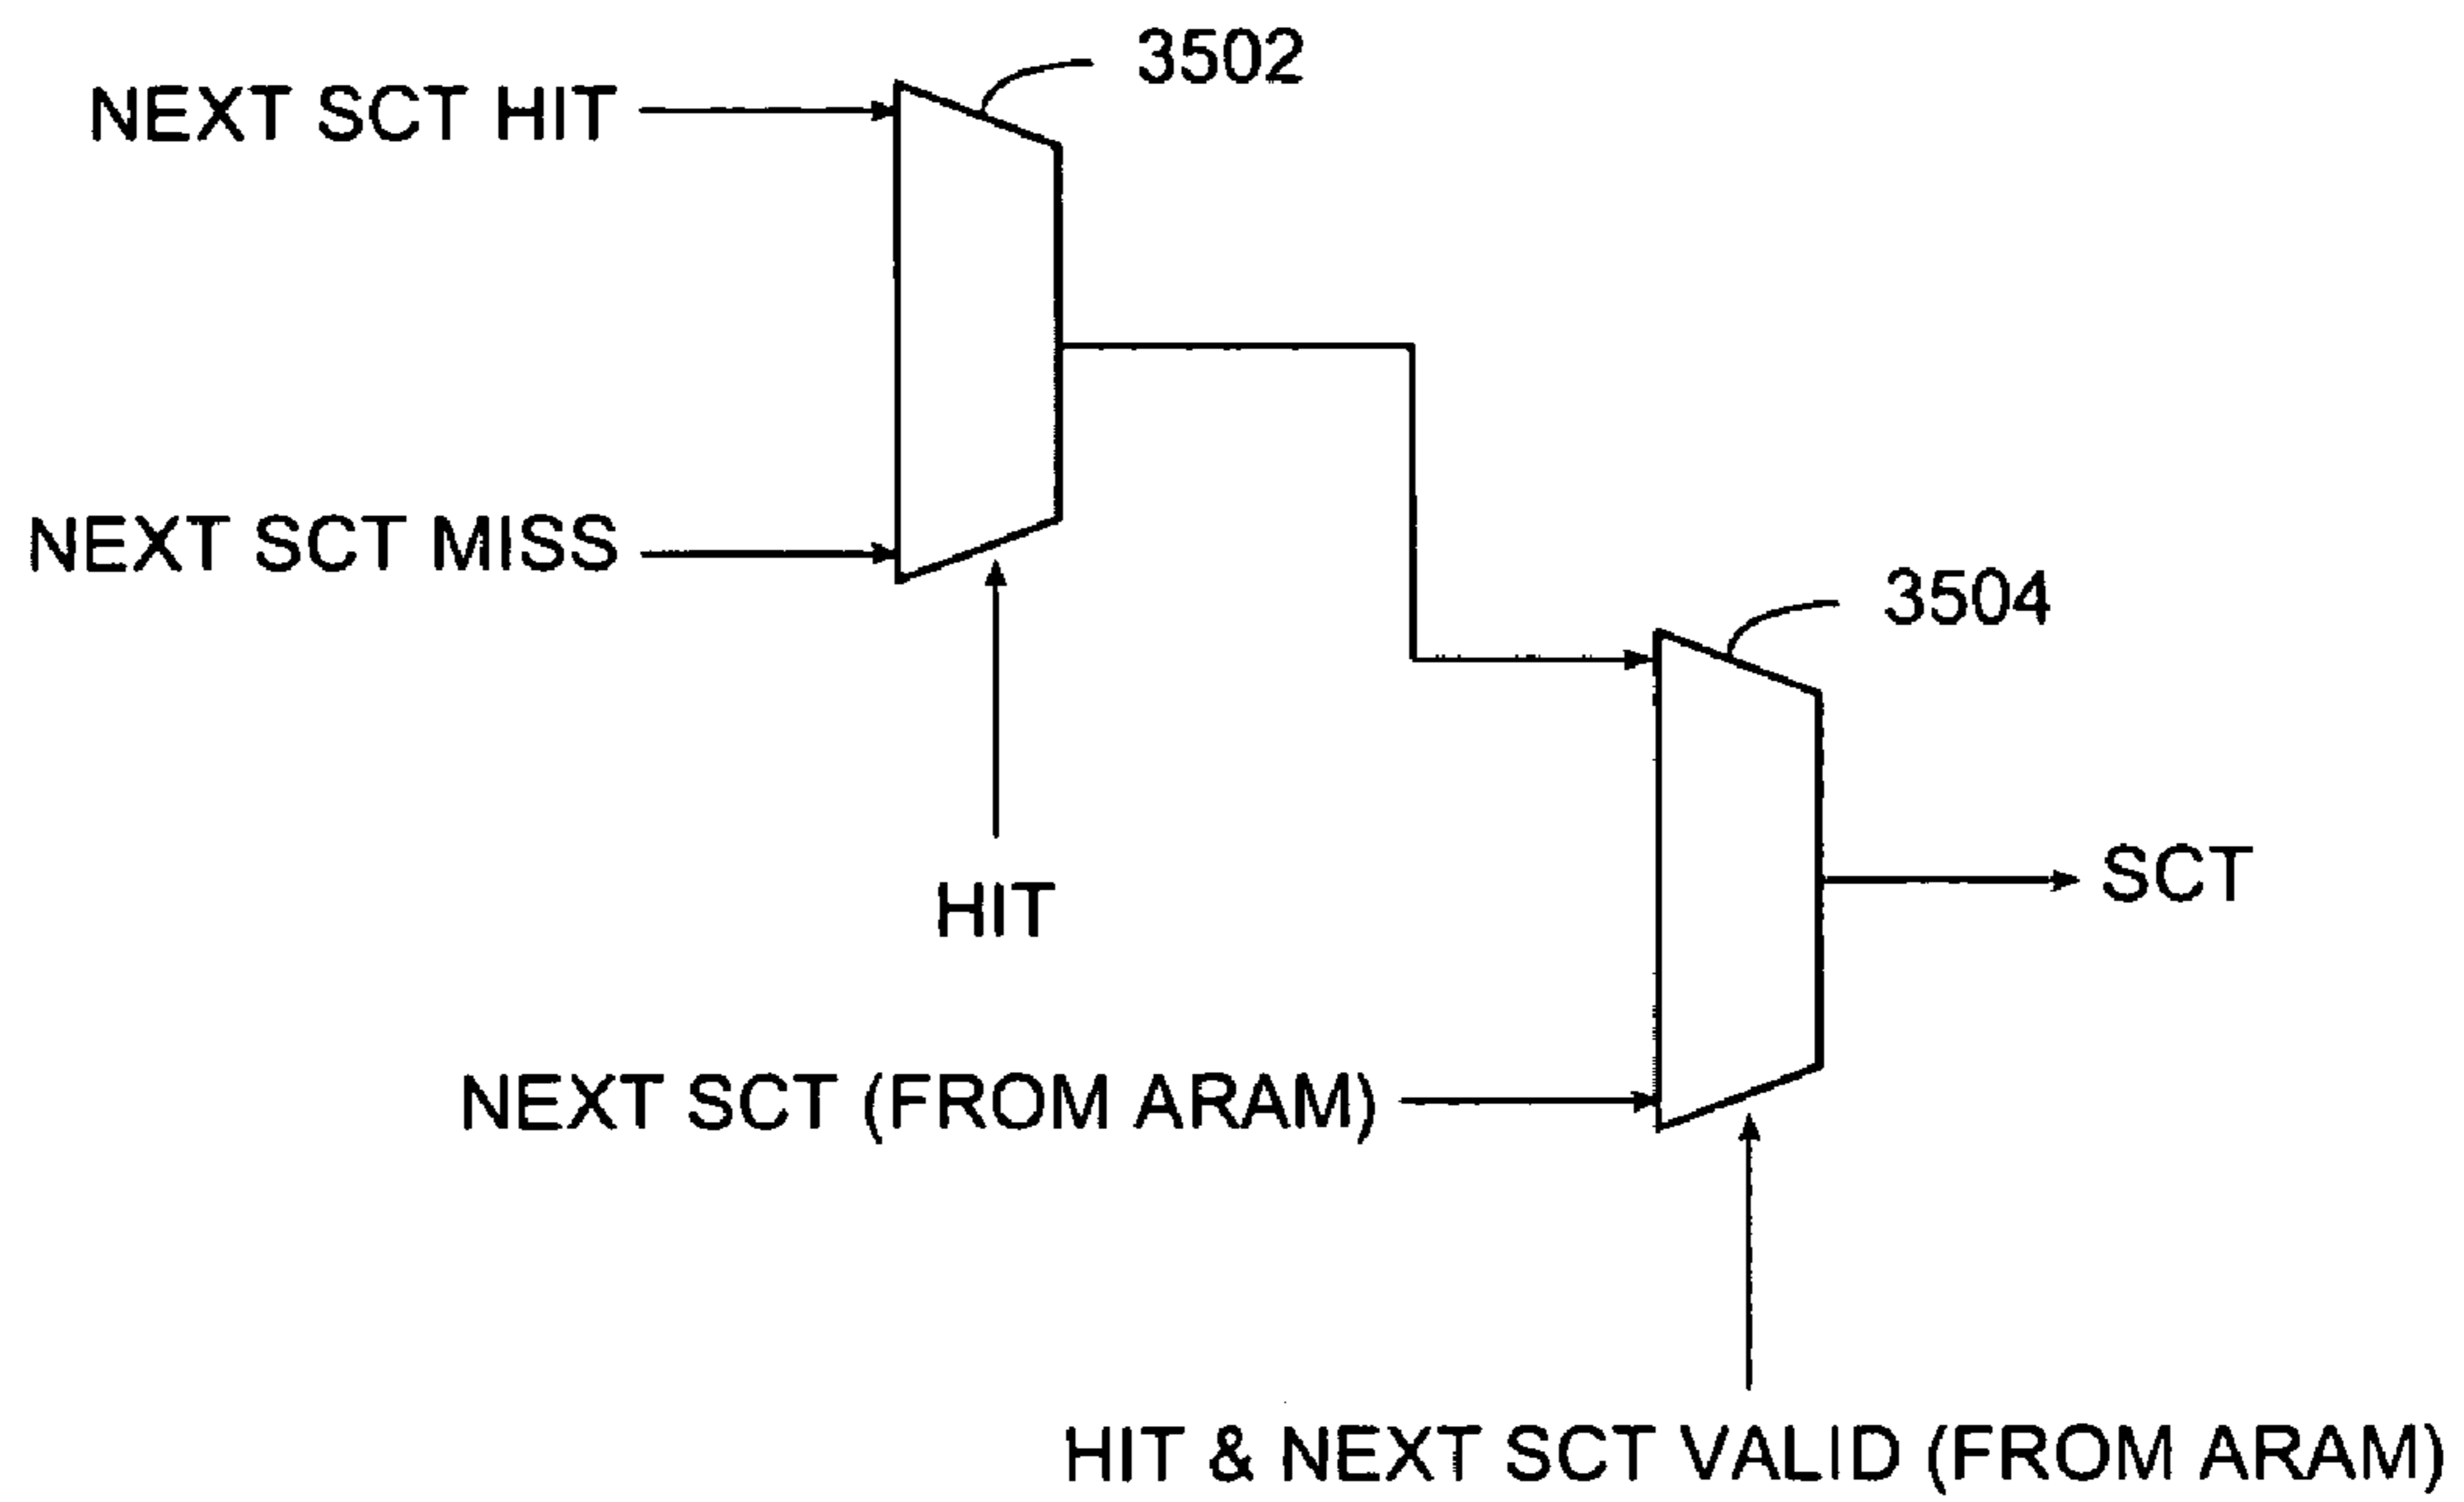 3502
NEXT SCT HIT
NEXT SCT MISS
3504
HIT
SCT
NEXT SCT (FROM ARAM)
HIT & NEXT SCT VALID (FROM ARAM)